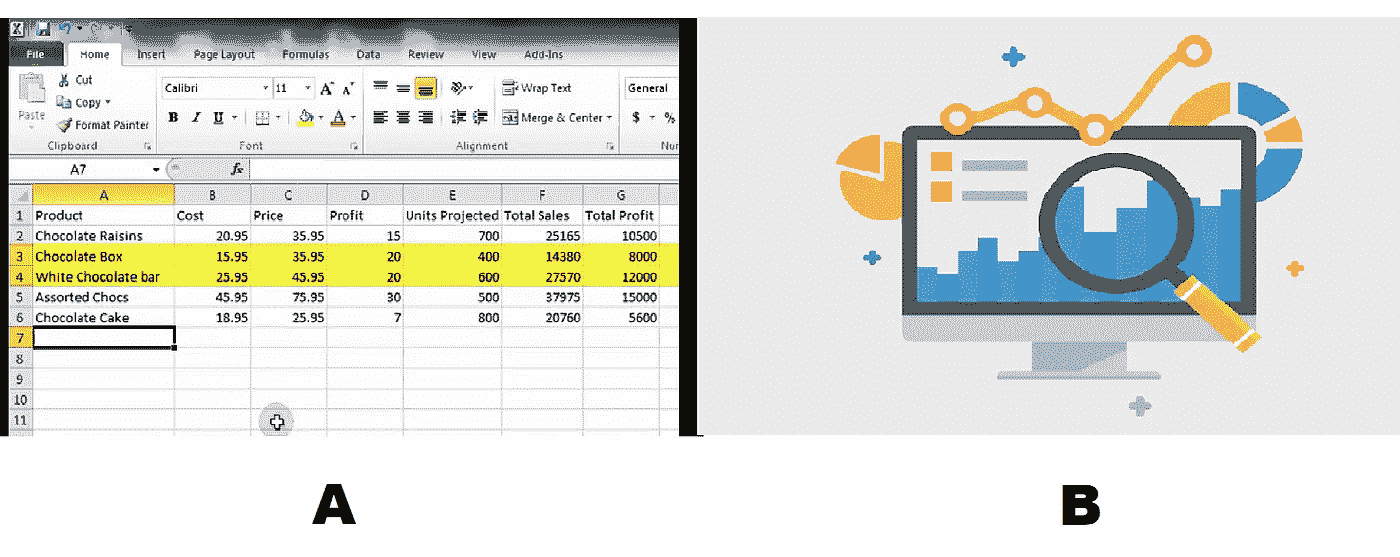 File Home Insert Page Layout Formulas Data Review View Add-Ins
Cut
Calibri 11 A A Wrap Text General
Copy
Paste
Format Painter B I U A Merge & Center $ %
Clipboard Font Alignment
A7 fx
A B C D E F G
1 Product Cost Price Profit Units Projected Total Sales Total Profit
2 Chocolate Raisins 20.95 35.95 15 700 25165 10500
3 Chocolate Box 15.95 35.95 20 400 14380 8000
4 White Chocolate bar 25.95 45.95 20 600 27570 12000
5 Assorted Chocs 45.95 75.95 30 500 37975 15000
6 Chocolate Cake 18.95 25.95 7 800 20760 5600
7
8
9
10
11
A B